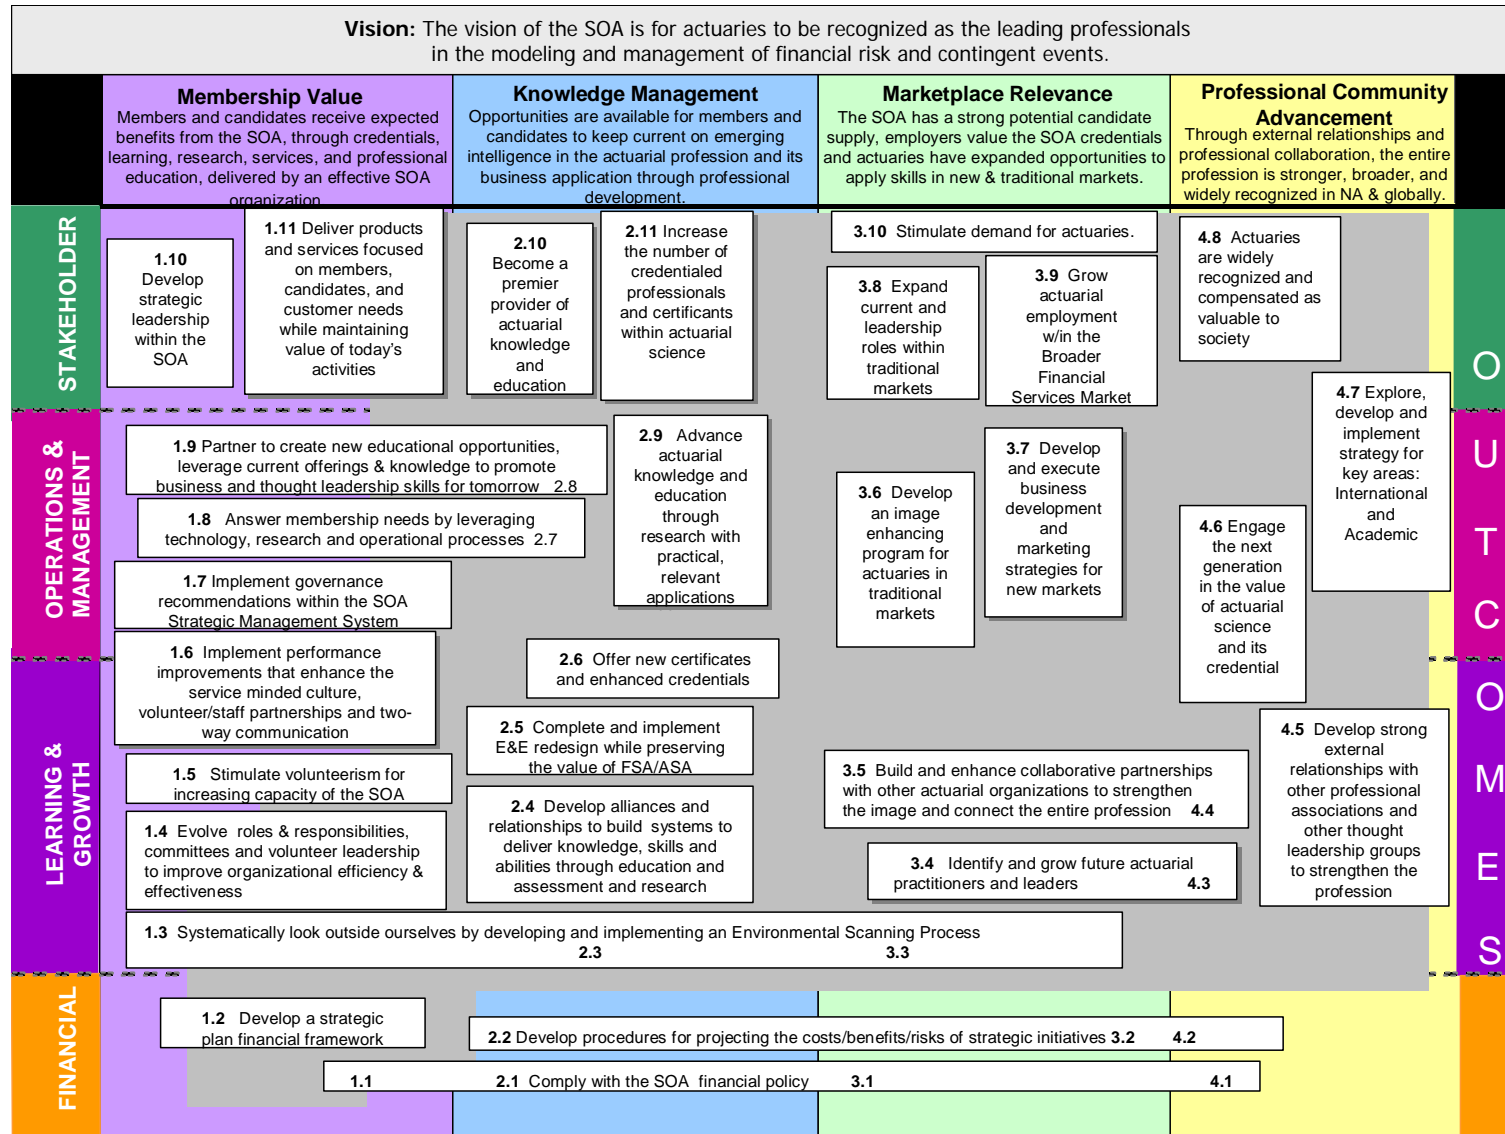 Vision: The vision of the SOA is for actuaries to be recognized as the leading professionals
in the modeling and management of financial risk and contingent events.
Membership Value
Members and candidates receive expected
benefits from the SOA, through credentials,
learning, research, services, and professional
education, delivered by an effective SOA
organization
Knowledge Management
Opportunities are available for members and
candidates to keep current on emerging
intelligence in the actuarial profession and its
business application through professional
development.
Marketplace Relevance
The SOA has a strong potential candidate
supply, employers value the SOA credentials
and actuaries have expanded opportunities to
apply skills in new & traditional markets.
Professional Community
Advancement
Through external relationships and
professional collaboration, the entire
profession is stronger, broader, and
widely recognized in NA & globally.
STAKEHOLDER
1.10
Develop
strategic
leadership
within the
SOA
1.11 Deliver products
and services focused
on members,
candidates, and
customer needs
while maintaining
value of today's
activities
2.10
Become a
premier
provider of
actuarial
knowledge
and
education
2.11 Increase
the number of
credentialed
professionals
and certificants
within actuarial
science
3.10 Stimulate demand for actuaries.
3.8 Expand
current and
leadership
roles within
traditional
markets
3.9 Grow
actuarial
employment
w/in the
Broader
Financial
Services Market
4.8 Actuaries
are widely
recognized and
compensated as
valuable to
society
4.7 Explore,
develop and
implement
strategy for
key areas:
International
and
Academic
OPERATIONS &
MANAGEMENT
1.9 Partner to create new educational opportunities,
leverage current offerings & knowledge to promote
business and thought leadership skills for tomorrow 2.8
1.8 Answer membership needs by leveraging
technology, research and operational processes 2.7
1.7 Implement governance
recommendations within the SOA
Strategic Management System
1.6 Implement performance
improvements that enhance the
service minded culture,
volunteer/staff partnerships and two-
way communication
2.9 Advance
actuarial
knowledge and
education
through
research with
practical,
relevant
applications
2.6 Offer new certificates
and enhanced credentials
3.6 Develop
an image
enhancing
program for
actuaries in
traditional
markets
3.7 Develop
and execute
business
development
and
marketing
strategies for
new markets
4.6 Engage
the next
generation
in the value
of actuarial
science
and its
credential
LEARNING &
GROWTH
1.5 Stimulate volunteerism for
increasing capacity of the SOA
1.4 Evolve roles & responsibilities,
committees and volunteer leadership
to improve organizational efficiency &
effectiveness
2.5 Complete and implement
E&E redesign while preserving
the value of FSA/ASA
2.4 Develop alliances and
relationships to build systems to
deliver knowledge, skills and
abilities through education and
assessment and research
3.5 Build and enhance collaborative partnerships
with other actuarial organizations to strengthen
the image and connect the entire profession 4.4
3.4 Identify and grow future actuarial
practitioners and leaders 4.3
4.5 Develop strong
external
relationships with
other professional
associations and
other thought
leadership groups
to strengthen the
profession
1.3 Systematically look outside ourselves by developing and implementing an Environmental Scanning Process
2.3 3.3
FINANCIAL
1.2 Develop a strategic
plan financial framework
2.2 Develop procedures for projecting the costs/benefits/risks of strategic initiatives 3.2 4.2
1.1 2.1 Comply with the SOA financial policy 3.1 4.1
O
U
T
C
O
M
E
S